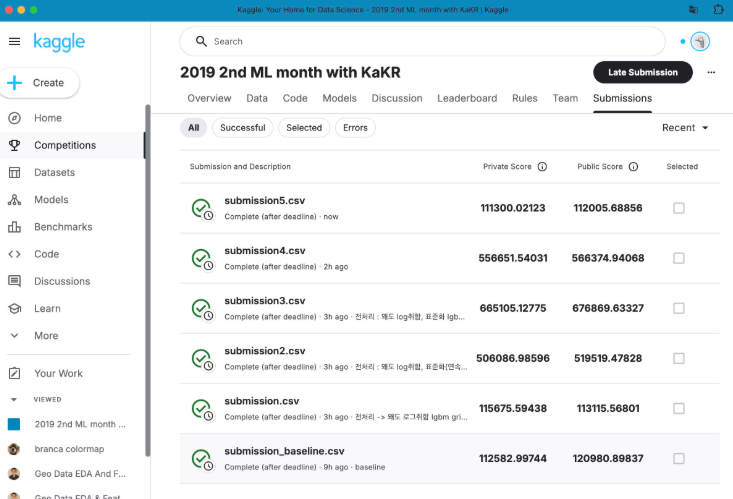 Kaggle: Your Home for Data Science – 2019 2nd ML month with KaKR | Kaggle
kaggle
Search
Create
Home
Competitions
Datasets
Models
Benchmarks
Code
Discussions
Learn
More
Your Work
VIEWED
2019 2nd ML month ...
branca colormap
Geo Data EDA And F...
Geo Data EDA & Feat
2019 2nd ML month with KaKR
Late Submission
Overview Data Code Models Discussion Leaderboard Rules Team Submissions
All Successful Selected Errors Recent
Submission and Description Private Score Public Score Selected
submission5.csv
Complete (after deadline) · now
111300.02123 112005.68856
submission4.csv
Complete (after deadline) · 2h ago
556651.54031 566374.94068
submission3.csv
Complete (after deadline) · 3h ago · 전처리 : 왜도 log취함, 표준화 lgb...
665105.12775 676869.63327
submission2.csv
Complete (after deadline) · 3h ago · 전처리 : 왜도 log취함, 표준화(연속...
506086.98596 519519.47828
submission.csv
Complete (after deadline) · 3h ago · 전처리 -> 왜도 로그취함 lgbm gri...
115675.59438 113115.56801
submission_baseline.csv
Complete (after deadline) · 9h ago · baseline
112582.99744 120980.89837